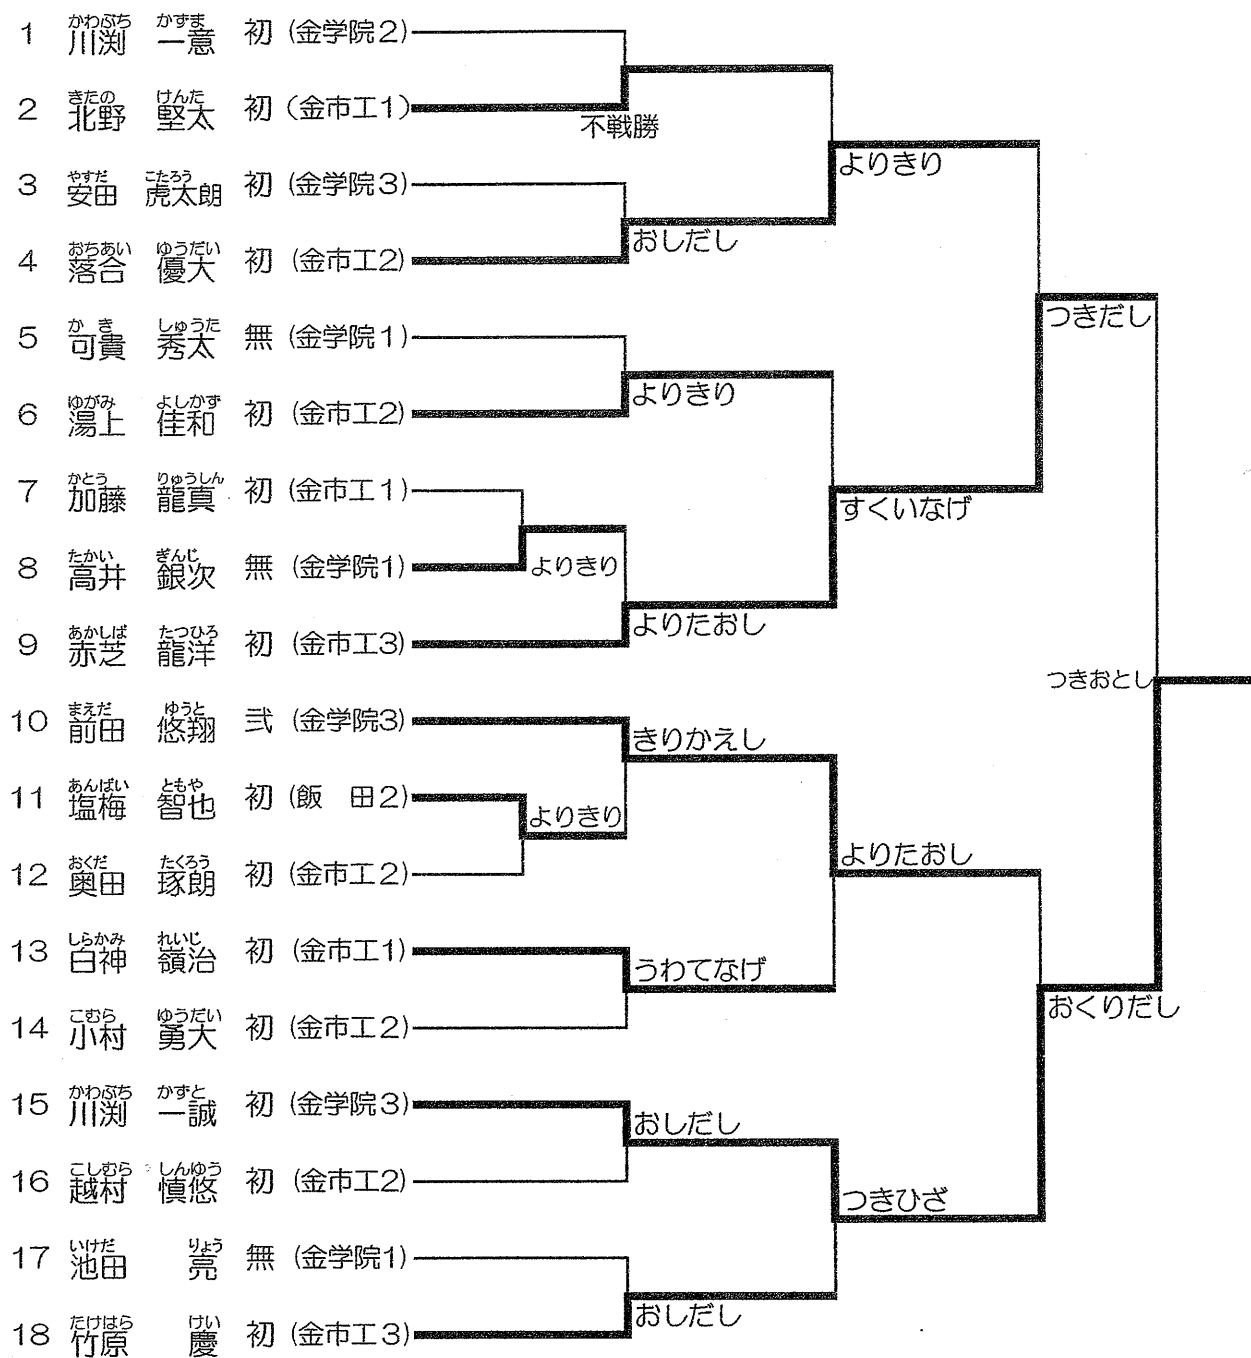 かわぶち かずま
1 川渕 一意 初 (金学院2)
きたの けんた
2 北野 堅太 初 (金市工1)
不戦勝
よりきり
やすだ こたろう
3 安田 虎太朗 初 (金学院3)
おしだし
おちあい ゆうだい
4 落合 優大 初 (金市工2)
つきだし
か き しゅうた
5 可貴 秀太 無 (金学院1)
よりきり
ゆがみ よしかず
6 湯上 佳和 初 (金市工2)
かとう りゅうしん
7 加藤 龍真 初 (金市工1)
すくいなげ
たかい ぎんじ
8 高井 銀次 無 (金学院1)
よりきり
よりたおし
あかしば たつひろ
9 赤芝 龍洋 初 (金市工3)
つきおとし
まえだ ゆうと
10 前田 悠翔 弐 (金学院3)
きりかえし
あんばい ともや
11 塩梅 智也 初 (飯 田2)
よりきり
よりたおし
おくだ たくろう
12 奥田 琢朗 初 (金市工2)
しらかみ れいじ
13 白神 嶺治 初 (金市工1)
うわてなげ
おくりだし
こむら ゆうだい
14 小村 勇大 初 (金市工2)
かわぶち かずと
15 川渕 一誠 初 (金学院3)
おしだし
こしむら しんゆう
16 越村 慎悠 初 (金市工2)
つきひざ
いけだ りょう
17 池田 亮 無 (金学院1)
おしだし
たけはら けい
18 竹原 慶 初 (金市工3)